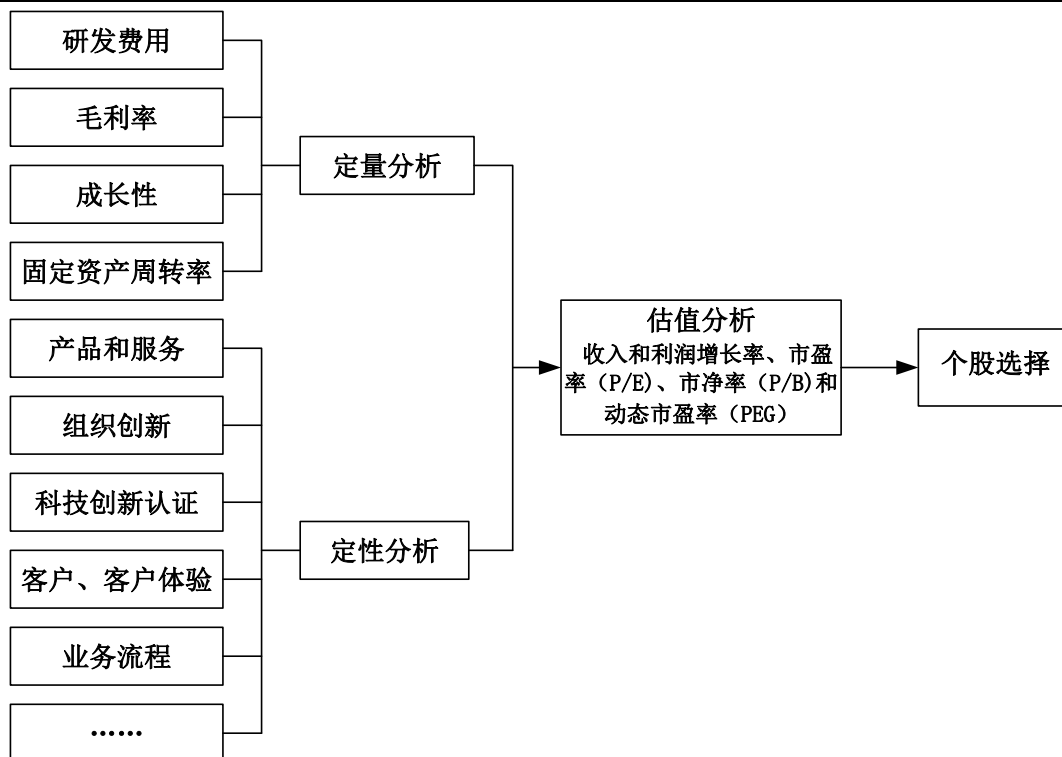 研发费用
毛利率
成长性
固定资产周转率
定量分析
产品和服务
组织创新
科技创新认证
客户、客户体验
业务流程
……
定性分析
估值分析
收入和利润增长率、市盈
率（P/E）、市净率（P/B)和
动态市盈率（PEG）
个股选择